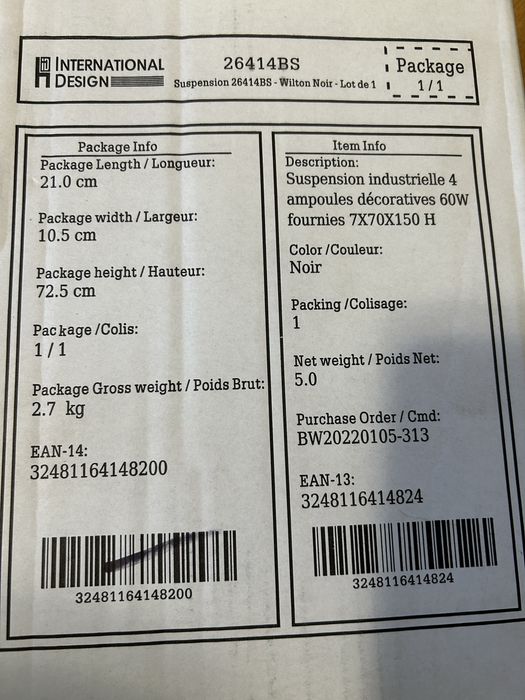 INTERNATIONAL
DESIGN
26414BS
Suspension 26414BS - Wilton Noir - Lot de 1
Package
1 / 1
Package Info
Package Length / Longueur:
21.0 cm
Package width / Largeur:
10.5 cm
Package height / Hauteur:
72.5 cm
Package /Colis:
1 / 1
Package Gross weight / Poids Brut:
2.7 kg
EAN-14:
32481164148200
32481164148200
Item Info
Description:
Suspension industrielle 4
ampoules décoratives 60W
fournies 7X70X150 H
Color /Couleur:
Noir
Packing /Colisage:
1
Net weight / Poids Net:
5.0
Purchase Order / Cmd:
BW20220105-313
EAN-13:
3248116414824
3248116414824